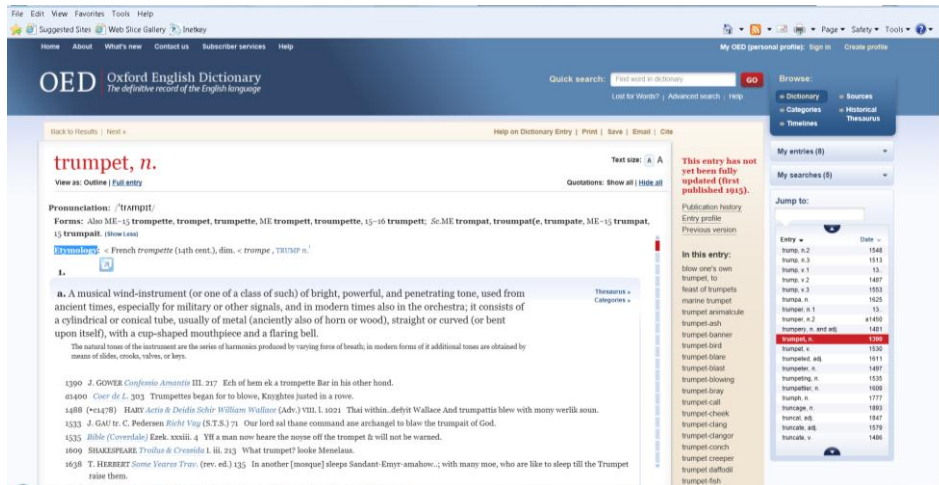 File Edit View Favorites Tools Help
Suggested Sites Web Slice Gallery Inetkey
Page Safety Tools
Home About What's new Contact us Subscriber services Help
My OED (personal profile): Sign in Create profile
OED Oxford English Dictionary
The definitive record of the English language
Quick search: Find word in dictionary GO
Lost for Words? | Advanced search | Help
Browse:
Dictionary
Categories
Timelines
Sources
Historical Thesaurus
Back to Results | Next »
Help on Dictionary Entry | Print | Save | Email | Cite
trumpet, n.
Text size: A A
View as: Outline | Full entry
Quotations: Show all | Hide all
Pronunciation: /ˈtrʌmpɪt/
Forms: Also ME–15 trompette, trompet, trumpette, ME trompett, troumpette, 15–16 trumpett; Sc.ME trompat, troumpat(e, trumpate, ME–15 trumpat,
15 trumpait. (Show Less)
Etymology: < French trompette (14th cent.), dim. < trompe, TRUMP n.¹
1.
a. A musical wind-instrument (or one of a class of such) of bright, powerful, and penetrating tone, used from
ancient times, especially for military or other signals, and in modern times also in the orchestra; it consists of
a cylindrical or conical tube, usually of metal (anciently also of horn or wood), straight or curved (or bent
upon itself), with a cup-shaped mouthpiece and a flaring bell.
Thesaurus »
Categories »
The natural tones of the instrument are the series of harmonics produced by varying force of breath; in modern forms of it additional tones are obtained by
means of slides, crooks, valves, or keys.
1390 J. GOWER Confessio Amantis III. 217 Ech of hem ek a trompette Bar in his other hond.
a1400 Coer de L. 303 Trumpettes began for to blowe, Knyghtes justed in a rowe.
1488 (▪c1478) HARY Actis & Deidis Schir William Wallace (Adv.) VIII. l. 1021 Thai within..defyit Wallace And trumpattis blew with mony werlik soun.
1533 J. GAU tr. C. Pedersen Richt Vay (S.T.S.) 71 Our lord sal thane command ane archangel to blaw the trumpait of God.
1535 Bible (Coverdale) Ezek. xxxiii. 4 Yff a man now heare the noyse off the trompet & will not be warned.
1609 SHAKESPEARE Troilus & Cressida I. iii. 213 What trumpet? looke Menelaus.
1638 T. HERBERT Some Yeares Trav. (rev. ed.) 135 In another [mosque] sleeps Sandant-Emyr-amahow..; with many moe, who are like to sleep till the Trumpet
raise them.
This entry has not
yet been fully
updated (first
published 1915).
Publication history
Entry profile
Previous version
In this entry:
blow one's own
trumpet, to
feast of trumpets
marine trumpet
trumpet animalcule
trumpet-ash
trumpet-banner
trumpet-bird
trumpet-blare
trumpet-blast
trumpet-blowing
trumpet-bray
trumpet-call
trumpet-cheek
trumpet-clang
trumpet-clangor
trumpet-conch
trumpet creeper
trumpet daffodil
trumpet-fish
My entries (8)
My searches (5)
Jump to:
Entry Date
trump, n.2 1548
trump, n.3 1513
trump, v.1 13..
trump, v.2 1487
trump, v.3 1553
trumpa, n. 1625
trumper, n.1 13..
trumper, n.2 a1450
trumpery, n. and adj. 1481
trumpet, n. 1390
trumpet, v. 1530
trumpeted, adj. 1611
trumpeter, n. 1497
trumpeting, n. 1535
trumpettier, n. 1609
trumph, n. 1777
truncage, n. 1893
truncal, adj. 1847
truncate, adj. 1579
truncate, v. 1486